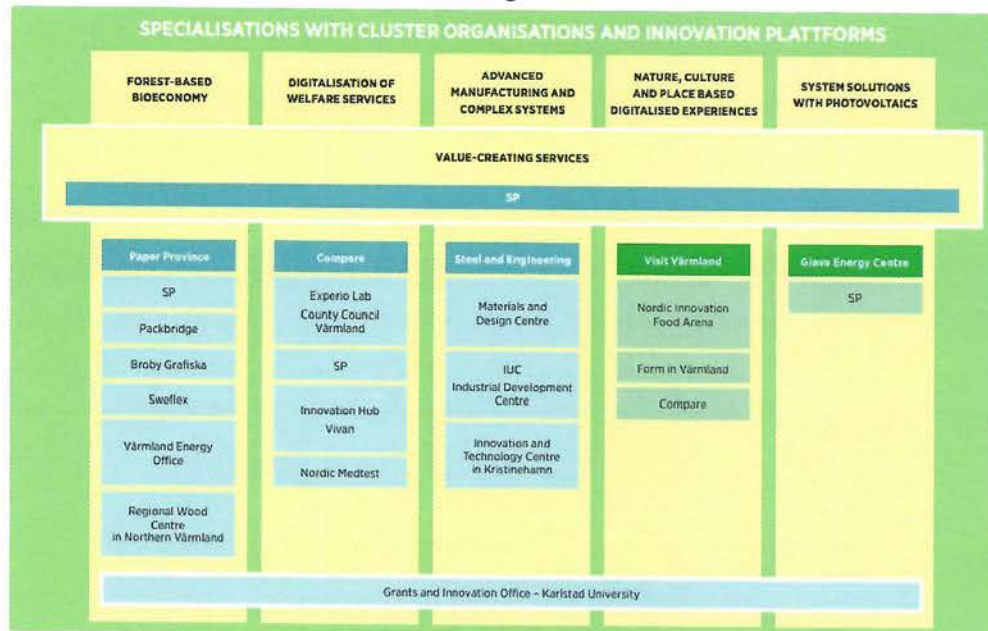 SPECIALISATIONS WITH CLUSTER ORGANISATIONS AND INNOVATION PLATTFORMS
FOREST-BASED
BIOECONOMY
DIGITALISATION OF
WELFARE SERVICES
ADVANCED
MANUFACTURING AND
COMPLEX SYSTEMS
NATURE, CULTURE
AND PLACE BASED
DIGITALISED EXPERIENCES
SYSTEM SOLUTIONS
WITH PHOTOVOLTAICS
VALUE-CREATING SERVICES
SP
Paper Province
SP
Packbridge
Broby Grafiska
Sweflex
Värmland Energy
Office
Regional Wood
Centre
in Northern Värmland
Compare
Experio Lab
County Council
Värmland
SP
Innovation Hub
Vivan
Nordic Medtest
Steel and Engineering
Materials and
Design Centre
IUC
Industrial Development
Centre
Innovation and
Technology Centre
in Kristinehamn
Visit Värmland
Nordic Innovation
Food Arena
Form in Värmland
Compare
Glava Energy Centre
SP
Grants and Innovation Office – Karlstad University